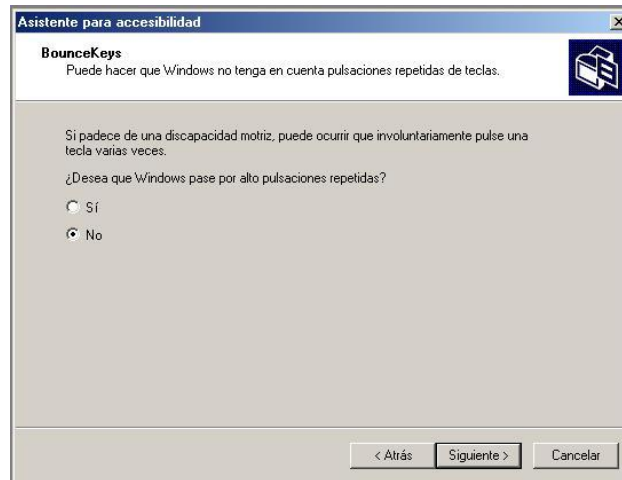 Asistente para accesibilidad
BounceKeys
Puede hacer que Windows no tenga en cuenta pulsaciones repetidas de teclas.
Si padece de una discapacidad motriz, puede ocurrir que involuntariamente pulse una
tecla varias veces.
¿Desea que Windows pase por alto pulsaciones repetidas?
Sí
No
< Atrás Siguiente > Cancelar